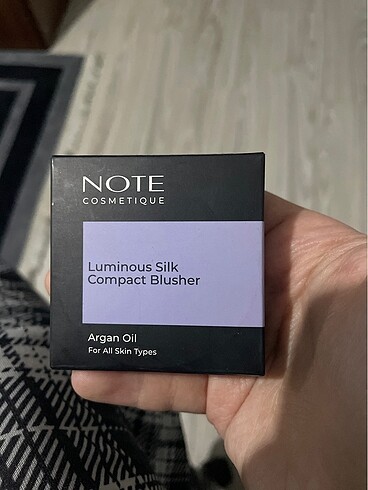 NOTE
COSMETIQUE
Luminous Silk
Compact Blusher
Argan Oil
For All Skin Types